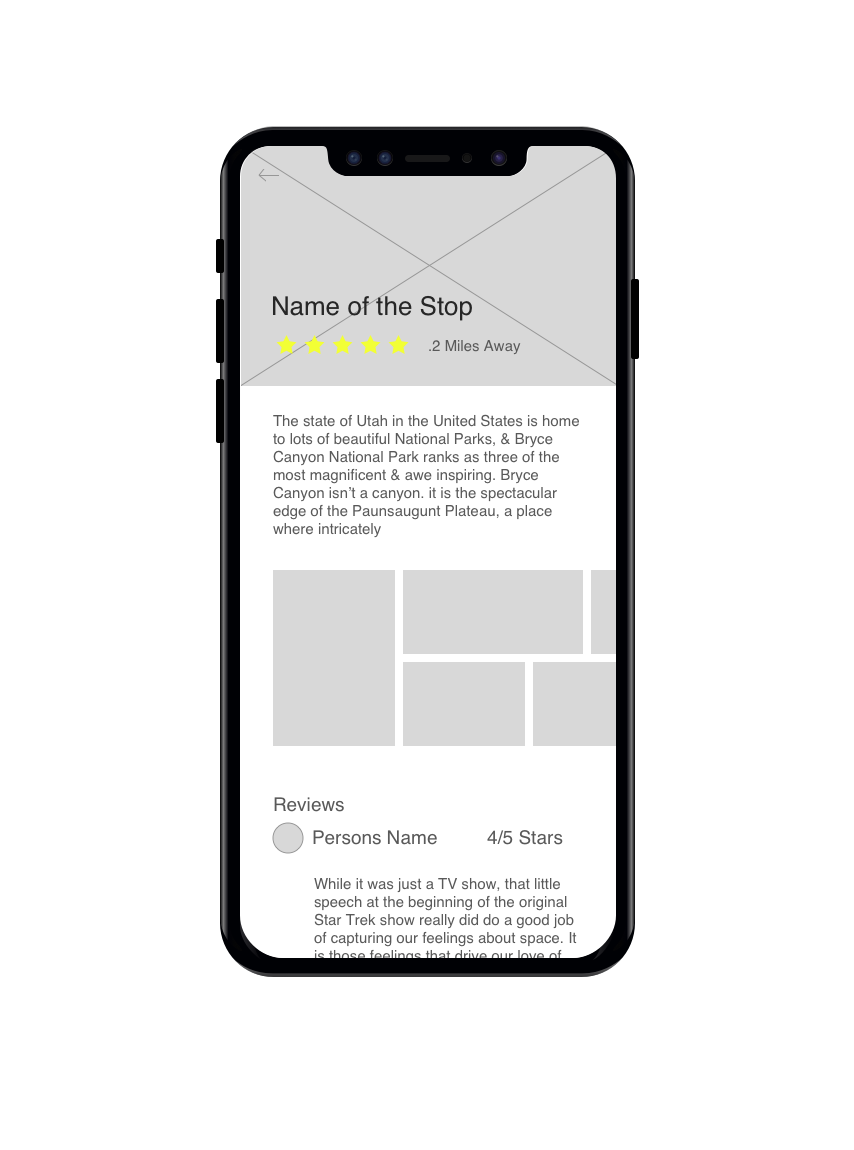 Name of the Stop
.2 Miles Away
The state of Utah in the United States is home
to lots of beautiful National Parks, & Bryce
Canyon National Park ranks as three of the
most magnificent & awe inspiring. Bryce
Canyon isn’t a canyon. it is the spectacular
edge of the Paunsaugunt Plateau, a place
where intricately
Reviews
Persons Name 4/5 Stars
While it was just a TV show, that little
speech at the beginning of the original
Star Trek show really did do a good job
of capturing our feelings about space. It
is those feelings that drive our love of